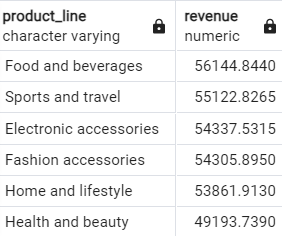 product_line revenue
character varying numeric
Food and beverages 56144.8440
Sports and travel 55122.8265
Electronic accessories 54337.5315
Fashion accessories 54305.8950
Home and lifestyle 53861.9130
Health and beauty 49193.7390